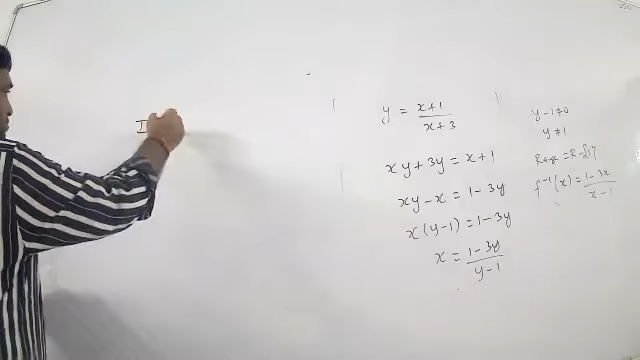 I
y = x+1 / x+3
xy + 3y = x + 1
xy - x = 1 - 3y
x(y-1) = 1 - 3y
x = 1-3y / y-1
y - 1 ≠ 0
y ≠ 1
Range = R - {1}
f⁻¹(x) = 1-3x / x-1